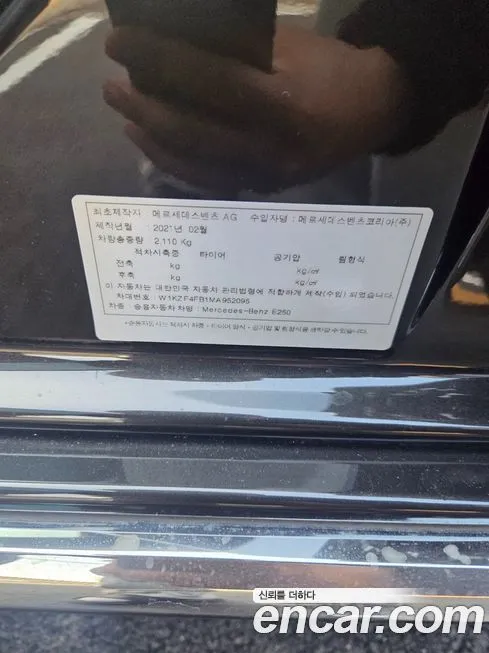 최초제작자 : 메르세데스벤츠 AG 수입자명 : 메르세데스벤츠코리아(주)
제작년월 : 2021년 02월
차량총중량 : 2,110 Kg
적차시축중 타이어 공기압 림형식
전축 : kg kg/㎠
후축 : kg kg/㎠
이 자동차는 대한민국 자동차 관리법령에 적합하게 제작(수입) 되었음
차대번호 : W1KZF4FB1MA952095
차종 : 승용자동차 차명 : Mercedes-Benz E250
신뢰를 더하다
encar.com